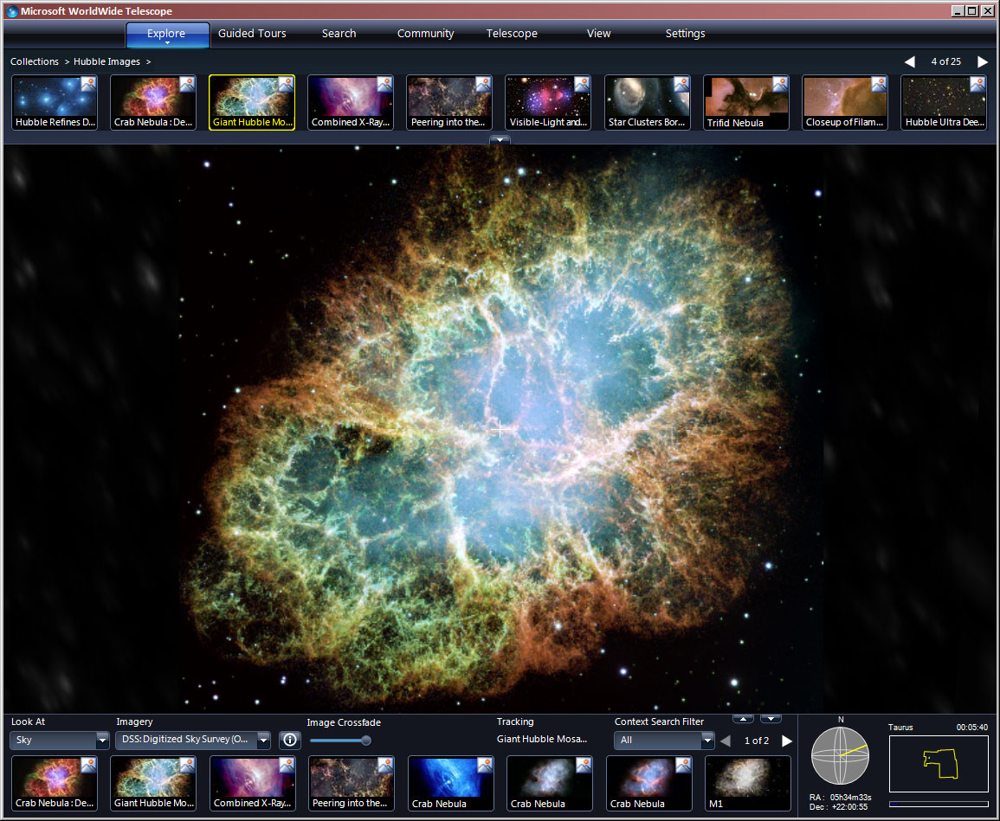 Microsoft WorldWide Telescope
Explore Guided Tours Search Community Telescope View Settings
Collections > Hubble Images >
4 of 25
Hubble Refines D... Crab Nebula : De... Giant Hubble Mo... Combined X-Ray... Peering into the... Visible-Light and... Star Clusters Bor... Trifid Nebula Closeup of Filam... Hubble Ultra Dee...
Look At Imagery Image Crossfade Tracking Context Search Filter
Sky DSS: Digitized Sky Survey (O... Giant Hubble Mosa... All 1 of 2
Crab Nebula : De... Giant Hubble Mo... Combined X-Ray... Peering into the... Crab Nebula Crab Nebula Crab Nebula M1
N
RA : 05h34m33s
Dec : +22:00:55
Taurus 00:05:40